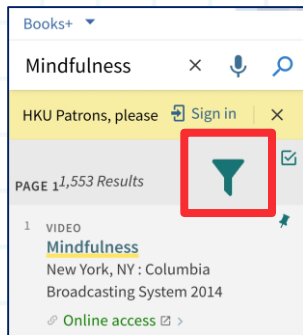 Books+
Mindfulness
HKU Patrons, please Sign in
PAGE 1 1,553 Results
1 VIDEO
Mindfulness
New York, NY : Columbia
Broadcasting System 2014
Online access